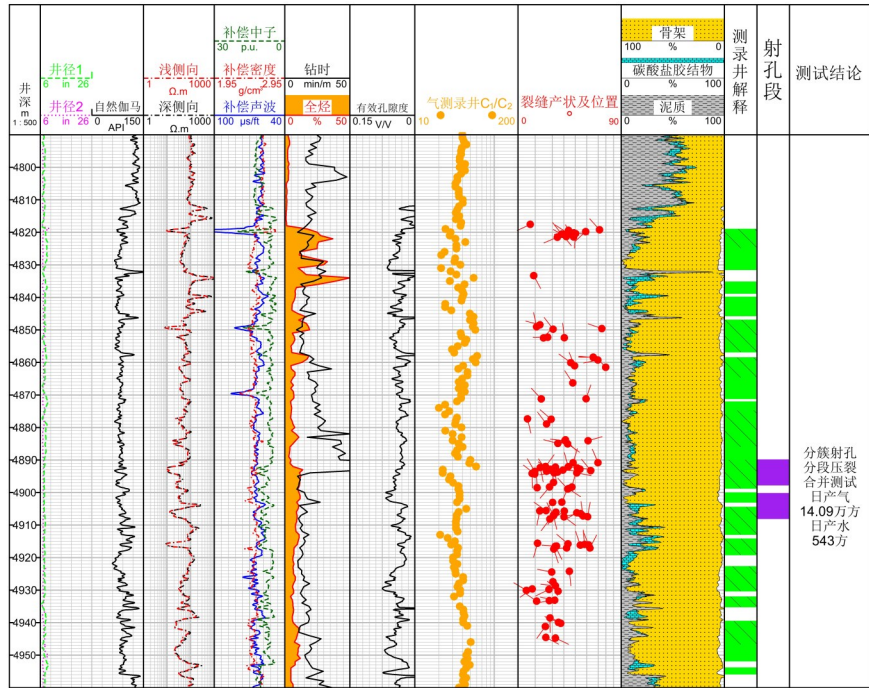 井深
m
1 : 500
井径1
6 in 26
井径2
6 in 26
自然伽马
0 150
API
浅侧向
1 1000
Ω.m
深侧向
1 1000
Ω.m
补偿中子
30 p.u. 0
补偿密度
1.95 2.95
g/cm³
补偿声波
100 μs/ft 40
钻时
0 min/m 50
全烃
0 % 50
有效孔隙度
0.15 V/V 0
气测录井C₁/C₂
10 200
裂缝产状及位置
0 90
骨架
100 % 0
碳酸盐胶结物
0 % 100
泥质
0 % 100
测录井解释
射孔段
测试结论
4800
4810
4820
4830
4840
4850
4860
4870
4880
4890
4900
4910
4920
4930
4940
4950
分簇射孔
分段压裂
合并测试
日产气
14.09万方
日产水
543方